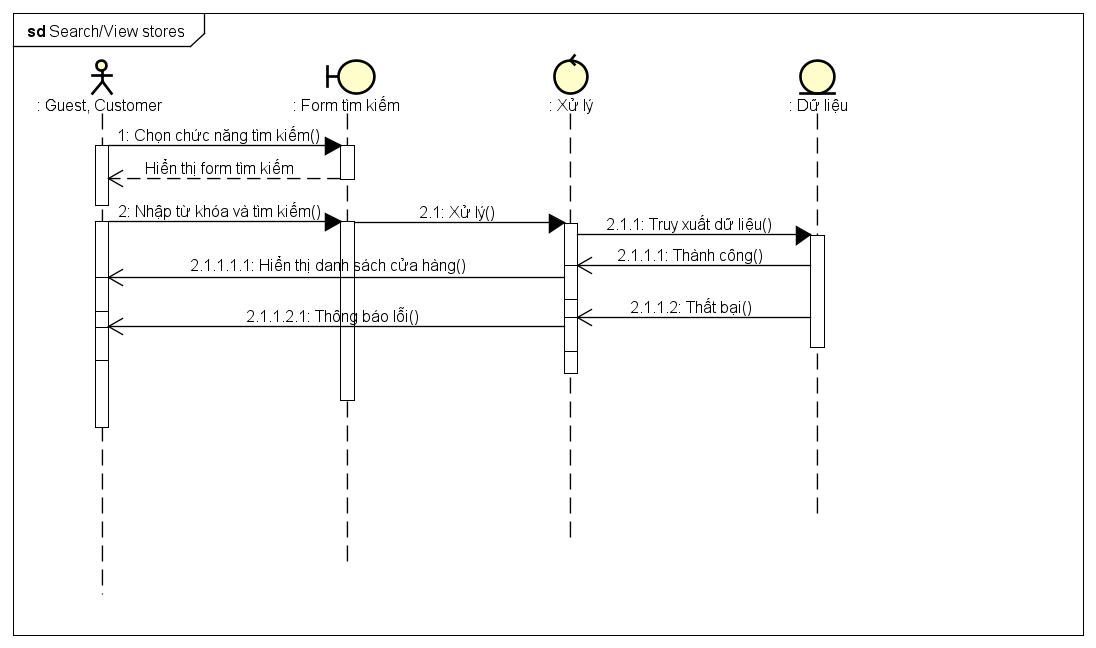 sd Search/View stores
: Guest, Customer
: Form tìm kiếm
: Xử lý
: Dữ liệu
1: Chọn chức năng tìm kiếm()
Hiển thị form tìm kiếm
2: Nhập từ khóa và tìm kiếm()
2.1: Xử lý()
2.1.1: Truy xuất dữ liệu()
2.1.1.1: Thành công()
2.1.1.1.1: Hiển thị danh sách cửa hàng()
2.1.1.2: Thất bại()
2.1.1.2.1: Thông báo lỗi()